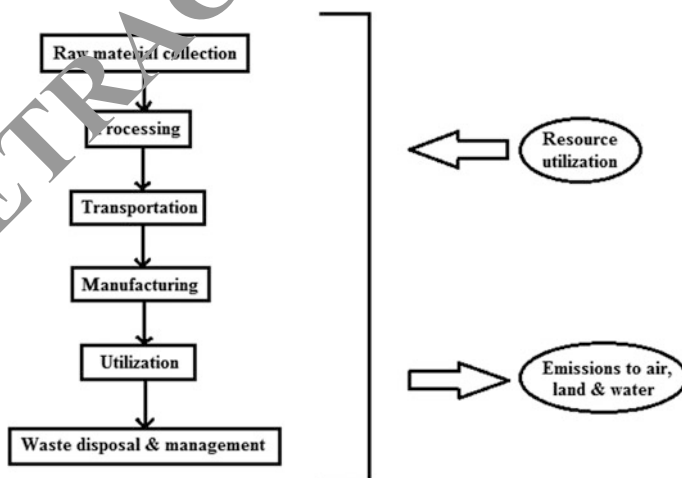 Raw material collection
Processing
Transportation
Manufacturing
Utilization
Waste disposal & management
Resource
utilization
Emissions to air,
land & water